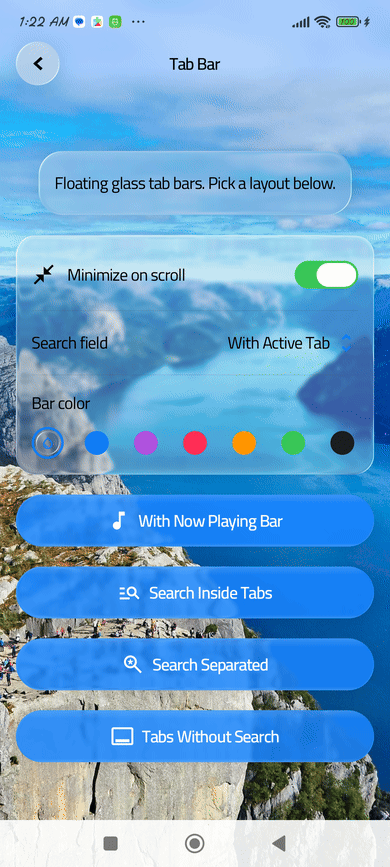 1:22 AM
100
Tab Bar
Floating glass tab bars. Pick a layout below.
Minimize on scroll
Search field With Active Tab
Bar color
With Now Playing Bar
Search Inside Tabs
Search Separated
Tabs Without Search